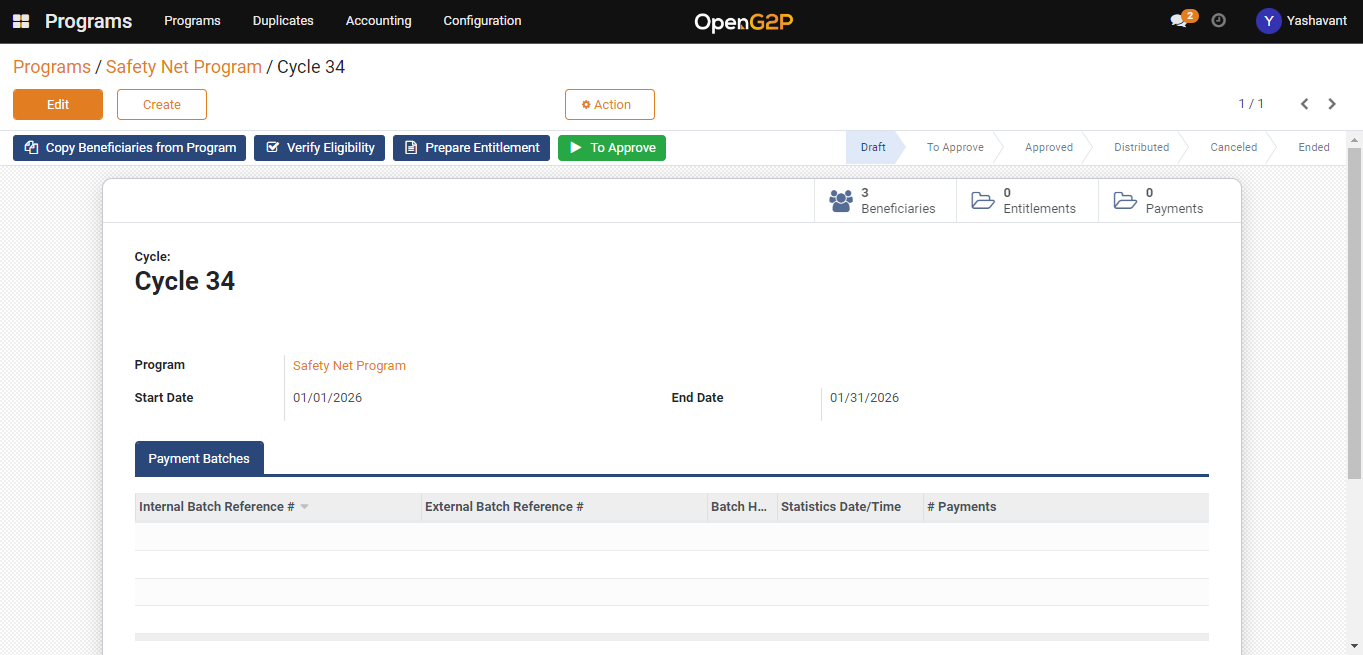 Programs Programs Duplicates Accounting Configuration OpenG2P 2 Y Yashavant
Programs / Safety Net Program / Cycle 34
Edit Create Action 1 / 1
Copy Beneficiaries from Program Verify Eligibility Prepare Entitlement To Approve Draft To Approve Approved Distributed Canceled Ended
3 Beneficiaries 0 Entitlements 0 Payments
Cycle:
Cycle 34
Program Safety Net Program
Start Date 01/01/2026 End Date 01/31/2026
Payment Batches
Internal Batch Reference # External Batch Reference # Batch H... Statistics Date/Time # Payments